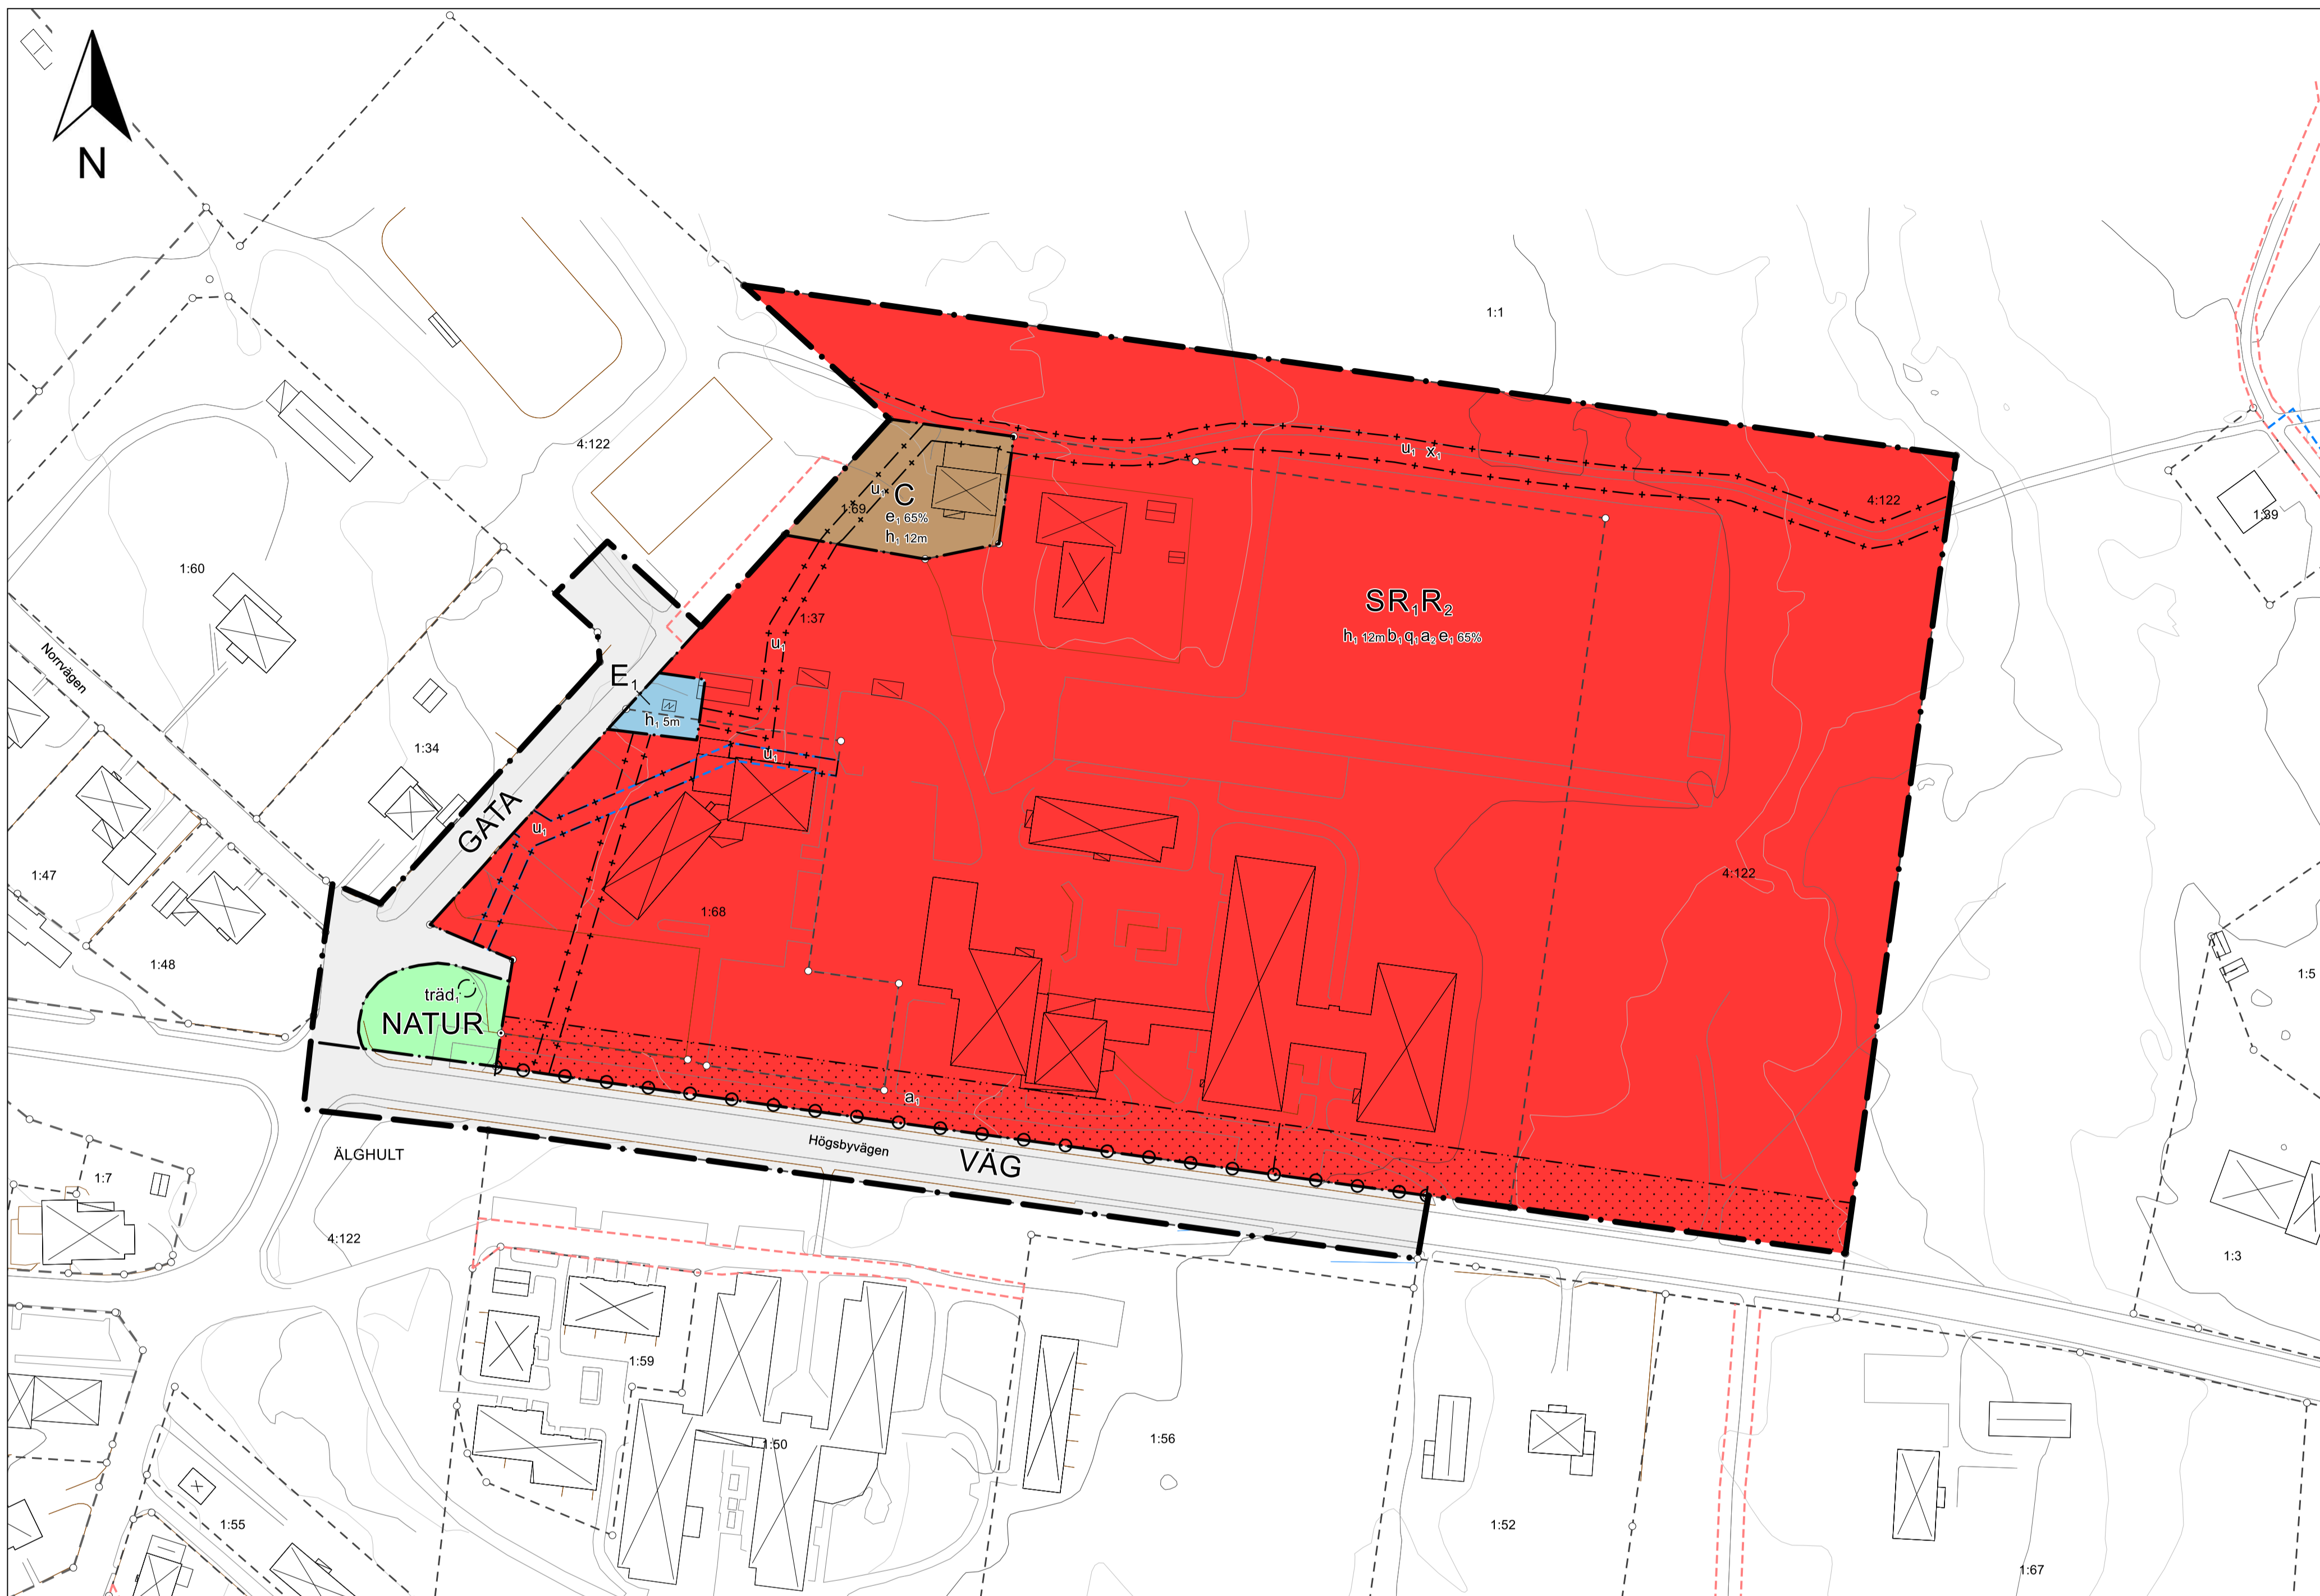 N
1:1
4:122
u₁ x₁
4:122
1:39
u₁ C
1:69
e₁ 65%
h₁ 12m
1:60
SR₁R₂
h₁ 12m b₁ q₁ a₂ e₁ 65%
1:37
u₁
Norrvägen
E₁
h₁ 5m
1:34
u₁
GATA
u₁
1:47
4:122
1:68
1:48
1:5
träd₁
NATUR
a₁
Högsbyvägen
VÄG
ÄLGHULT
1:7
4:122
1:3
1:59
1:50
1:56
1:55
1:52
1:67